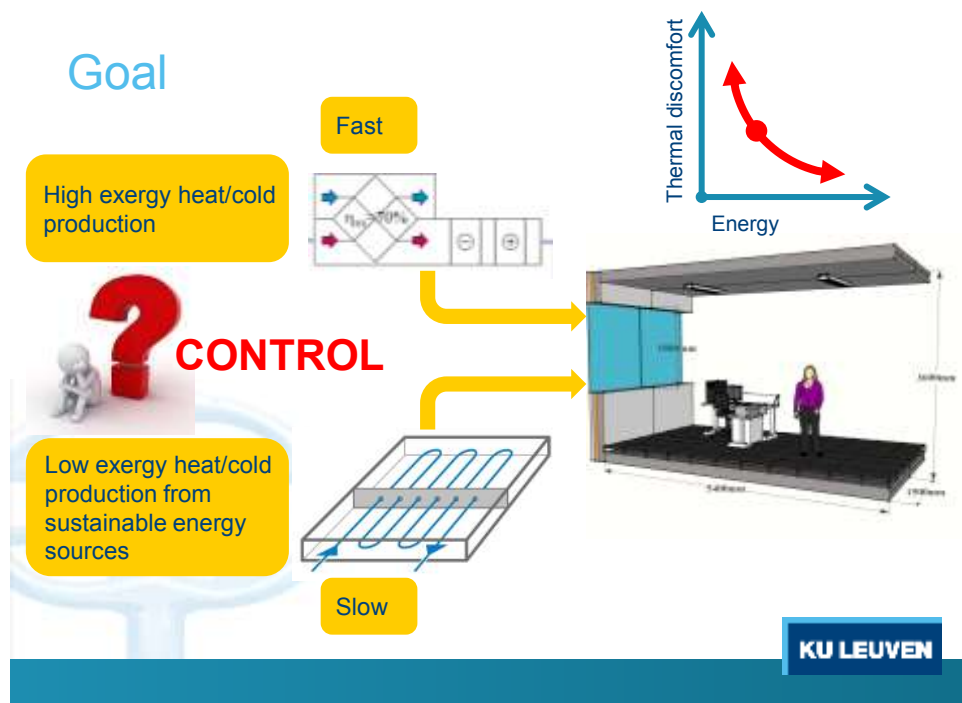 Goal
Thermal discomfort
Energy
Fast
High exergy heat/cold
production
CONTROL
Low exergy heat/cold
production from
sustainable energy
sources
Slow
KU LEUVEN